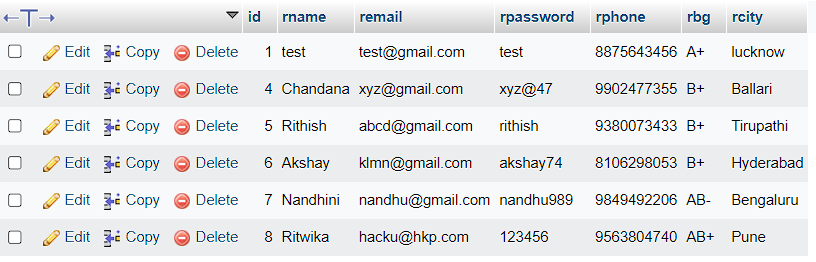 id rname remail rpassword rphone rbg rcity
Edit Copy Delete 1 test test@gmail.com test 8875643456 A+ lucknow
Edit Copy Delete 4 Chandana xyz@gmail.com xyz@47 9902477355 B+ Ballari
Edit Copy Delete 5 Rithish abcd@gmail.com rithish 9380073433 B+ Tirupathi
Edit Copy Delete 6 Akshay klmn@gmail.com akshay74 8106298053 B+ Hyderabad
Edit Copy Delete 7 Nandhini nandhu@gmail.com nandhu989 9849492206 AB- Bengaluru
Edit Copy Delete 8 Ritwika hacku@hkp.com 123456 9563804740 AB+ Pune